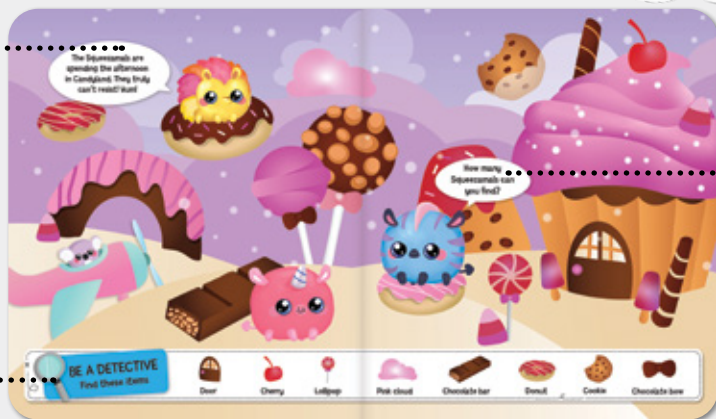 The Squeezamals are
spending the afternoon
in Candyland. They truly
can't resist! Yum!
How many
Squeezamals can
you find?
BE A DETECTIVE
Find these items
Door
Cherry
Lollipop
Pink cloud
Chocolate bar
Donut
Cookie
Chocolate bow